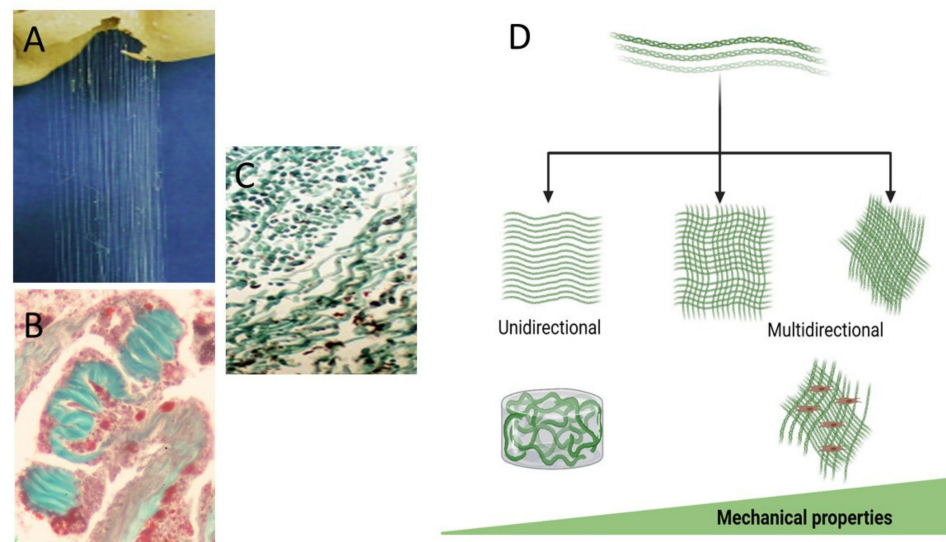 A
B
C
D
Unidirectional
Multidirectional
Mechanical properties